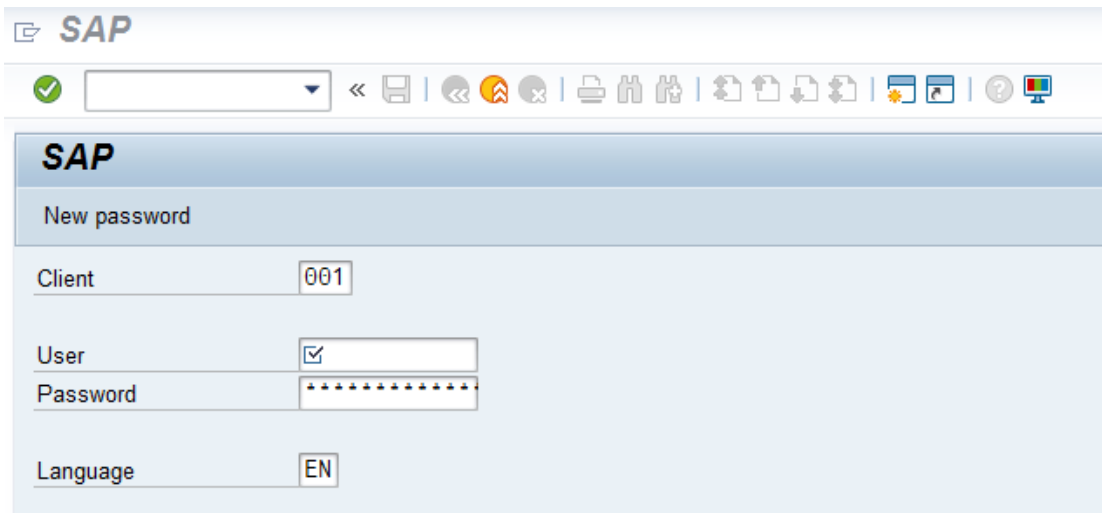 SAP
SAP
New password
Client 001
User
Password *************
Language EN